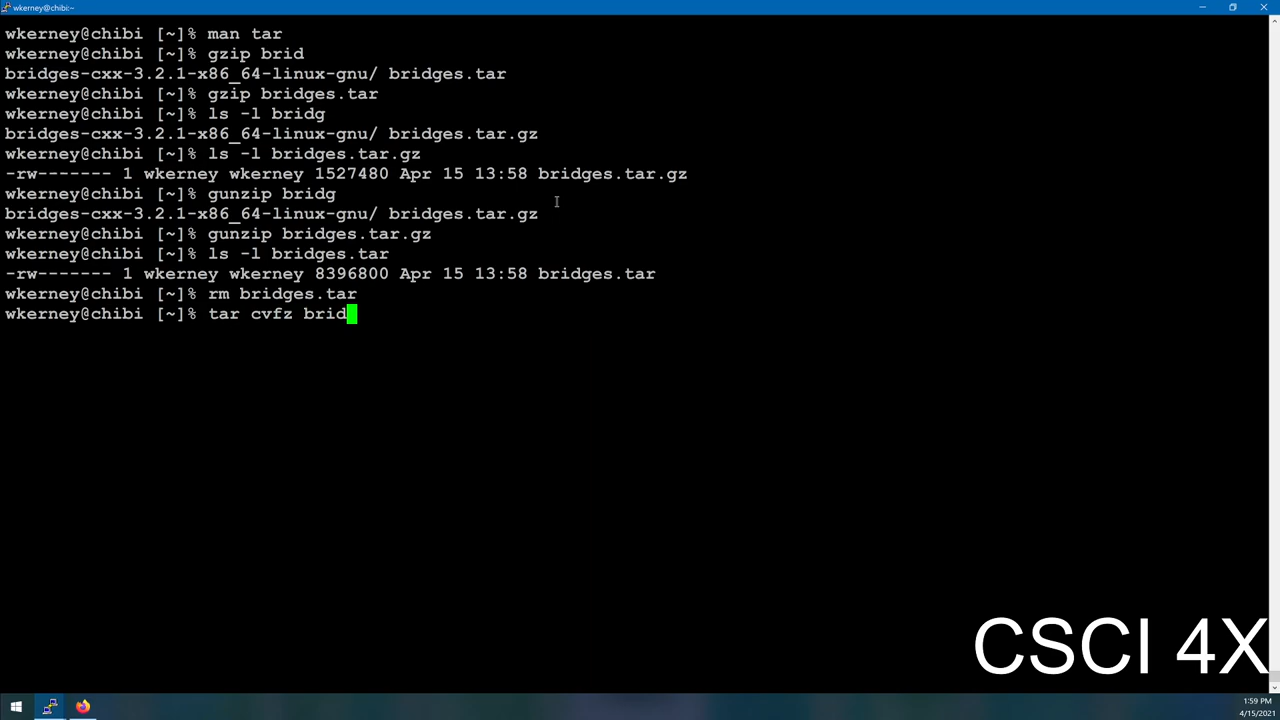 wkerney@chibi:~
wkerney@chibi [~]% man tar
wkerney@chibi [~]% gzip brid
bridges-cxx-3.2.1-x86_64-linux-gnu/ bridges.tar
wkerney@chibi [~]% gzip bridges.tar
wkerney@chibi [~]% ls -l bridg
bridges-cxx-3.2.1-x86_64-linux-gnu/ bridges.tar.gz
wkerney@chibi [~]% ls -l bridges.tar.gz
-rw------- 1 wkerney wkerney 1527480 Apr 15 13:58 bridges.tar.gz
wkerney@chibi [~]% gunzip bridg
bridges-cxx-3.2.1-x86_64-linux-gnu/ bridges.tar.gz
wkerney@chibi [~]% gunzip bridges.tar.gz
wkerney@chibi [~]% ls -l bridges.tar
-rw------- 1 wkerney wkerney 8396800 Apr 15 13:58 bridges.tar
wkerney@chibi [~]% rm bridges.tar
wkerney@chibi [~]% tar cvfz brid
CSCI 4X
1:59 PM
4/15/2021